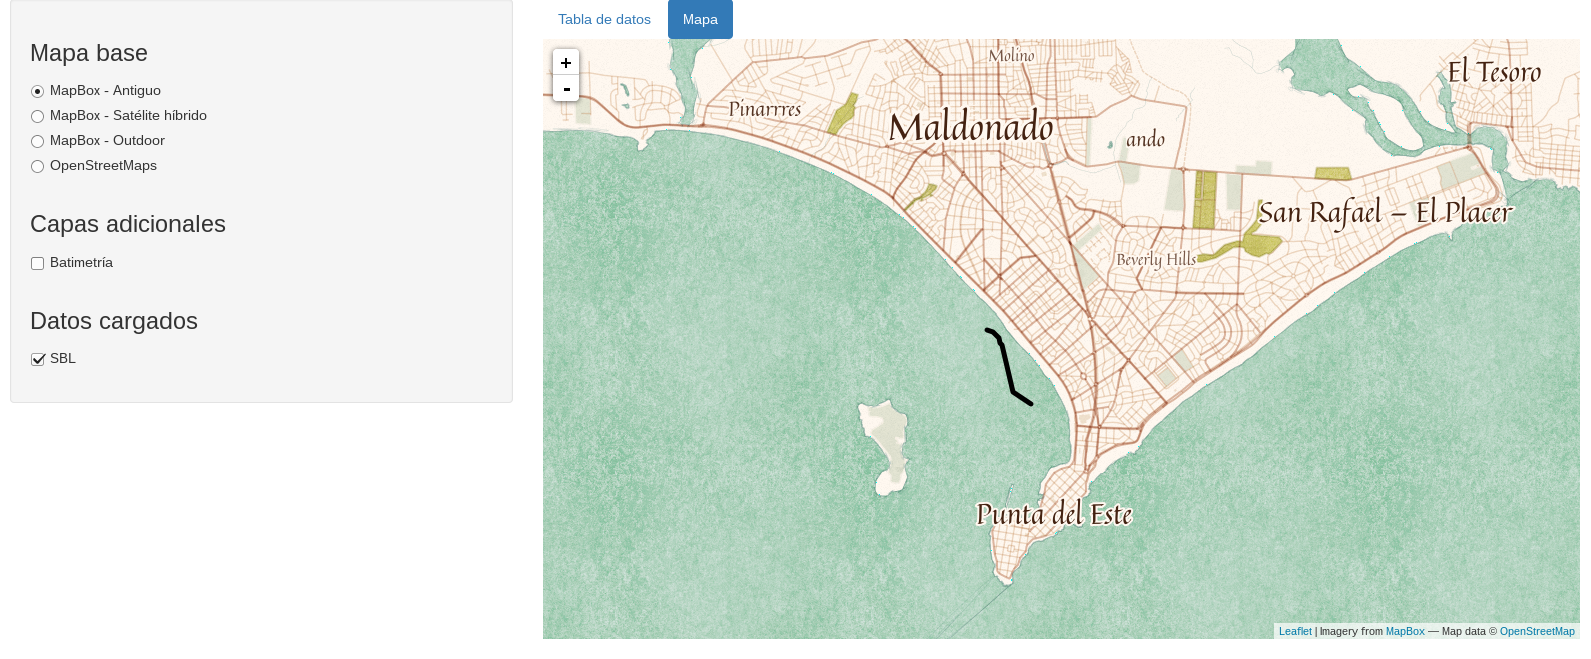 Mapa base
MapBox - Antiguo
MapBox - Satélite híbrido
MapBox - Outdoor
OpenStreetMaps
Capas adicionales
Batimetría
Datos cargados
SBL
Tabla de datos
Mapa
+
-
Molino
El Tesoro
Pinarrres
Maldonado
ando
San Rafael – El Placer
Beverly Hills
Punta del Este
Leaflet | Imagery from MapBox — Map data © OpenStreetMap